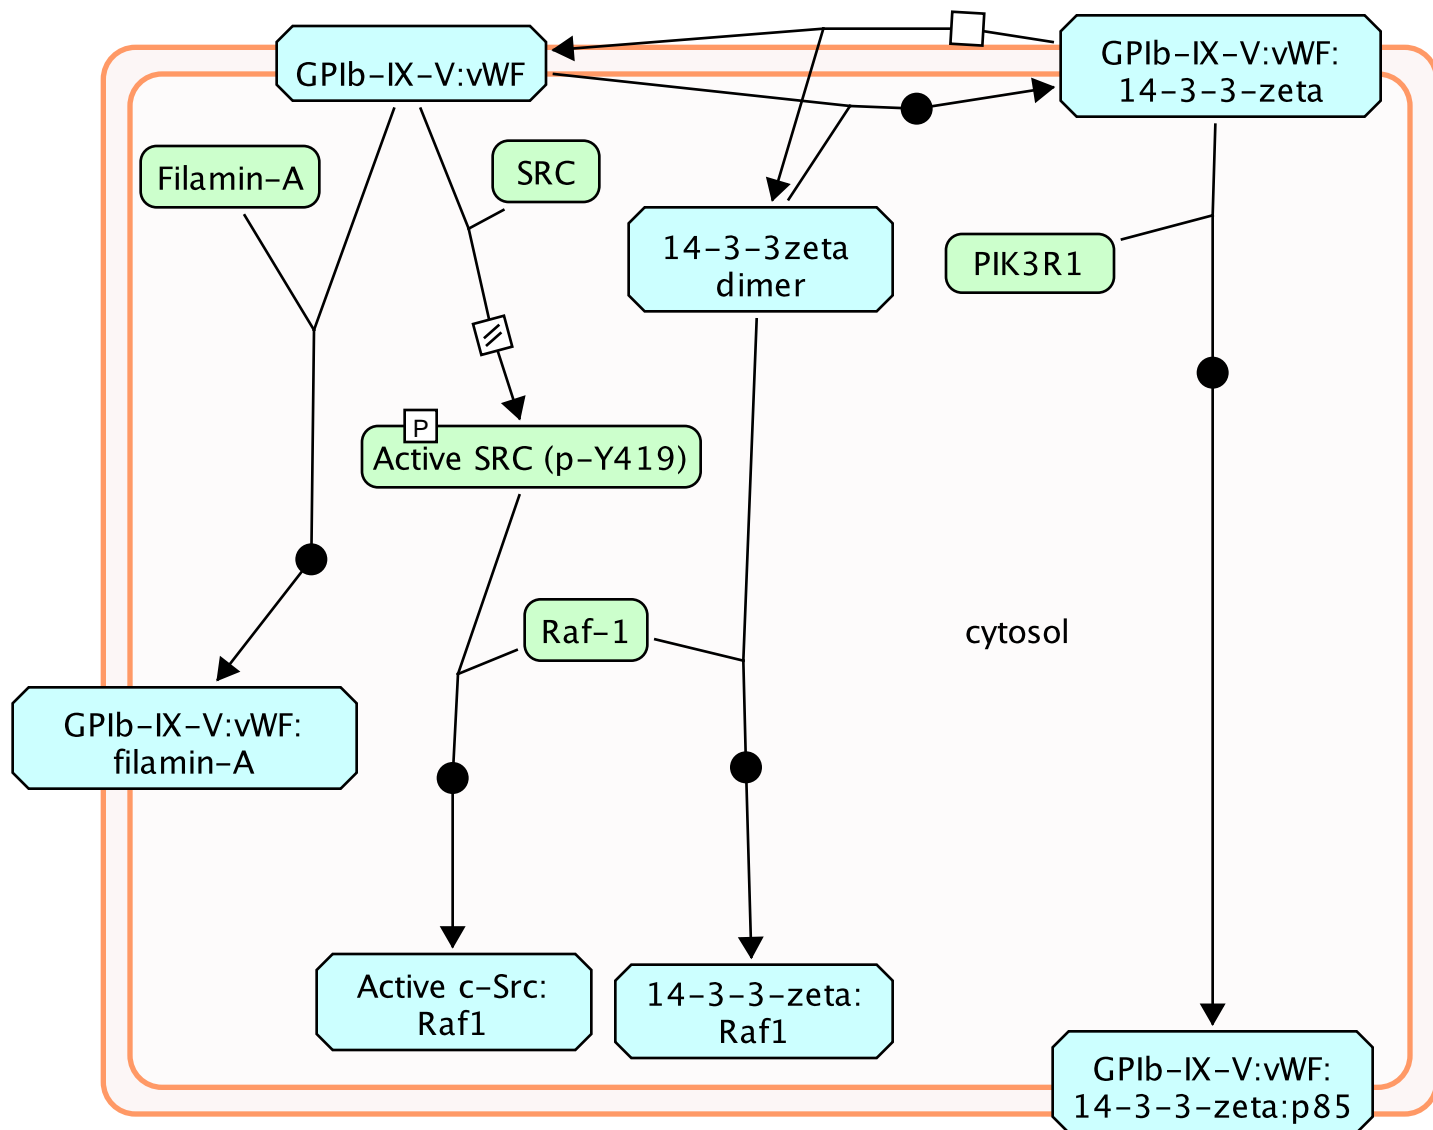 GPIb-IX-V:vWF
GPIb-IX-V:vWF:
14-3-3-zeta
Filamin-A
SRC
14-3-3zeta
dimer
PIK3R1
P
Active SRC (p-Y419)
Raf-1
cytosol
GPIb-IX-V:vWF:
filamin-A
Active c-Src:
Raf1
14-3-3-zeta:
Raf1
GPIb-IX-V:vWF:
14-3-3-zeta:p85